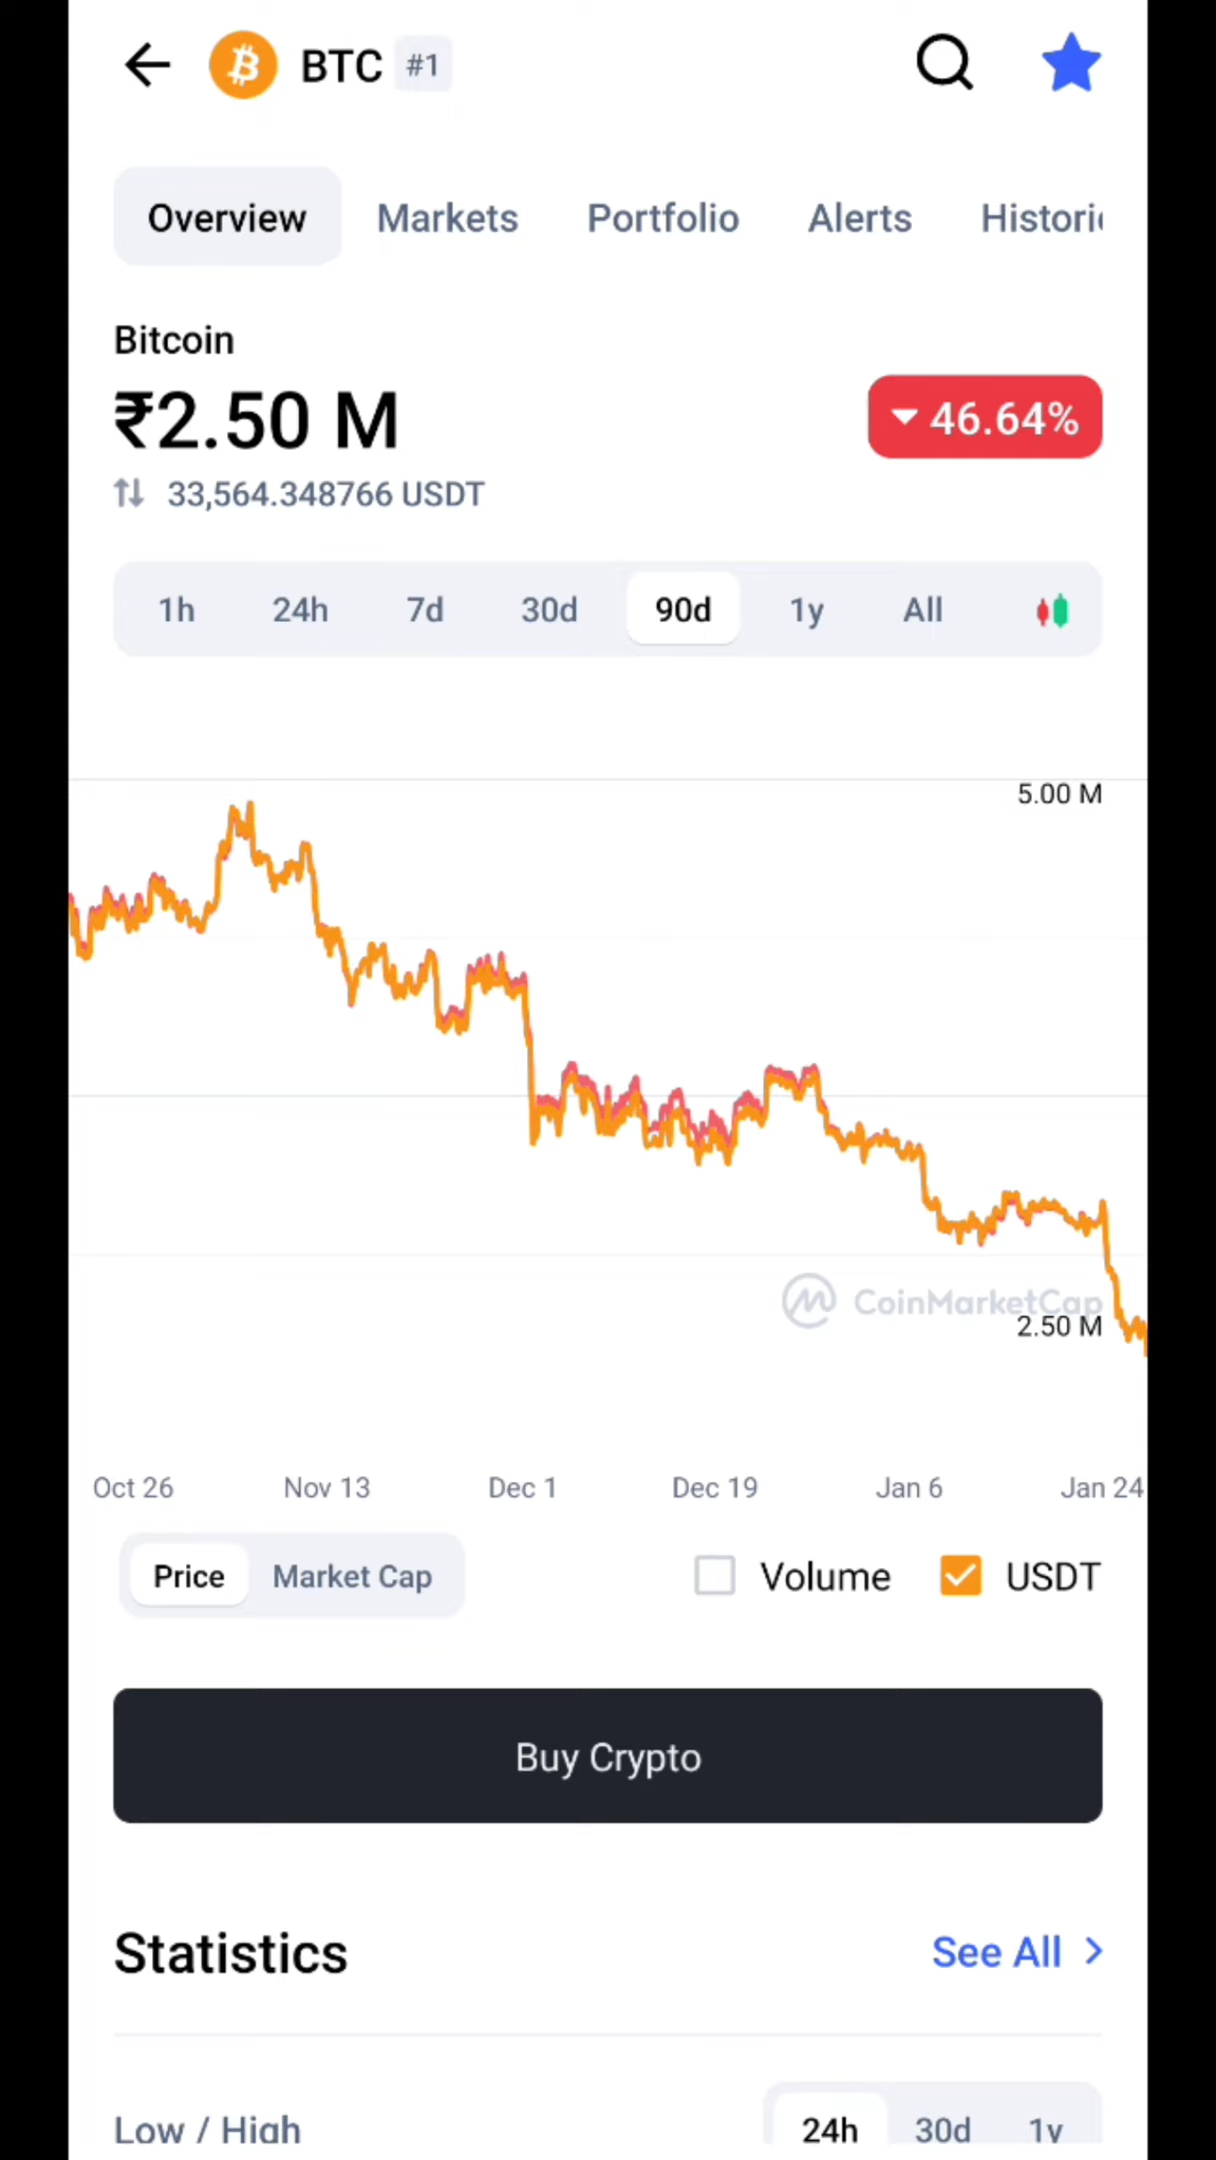 BTC #1
Overview Markets Portfolio Alerts Histori
Bitcoin
₹2.50 M
46.64%
33,564.348766 USDT
1h 24h 7d 30d 90d 1y All
5.00 M
CoinMarketCap
2.50 M
Oct 26 Nov 13 Dec 1 Dec 19 Jan 6 Jan 24
Price Market Cap Volume USDT
Buy Crypto
Statistics See All
Low / High 24h 30d 1y